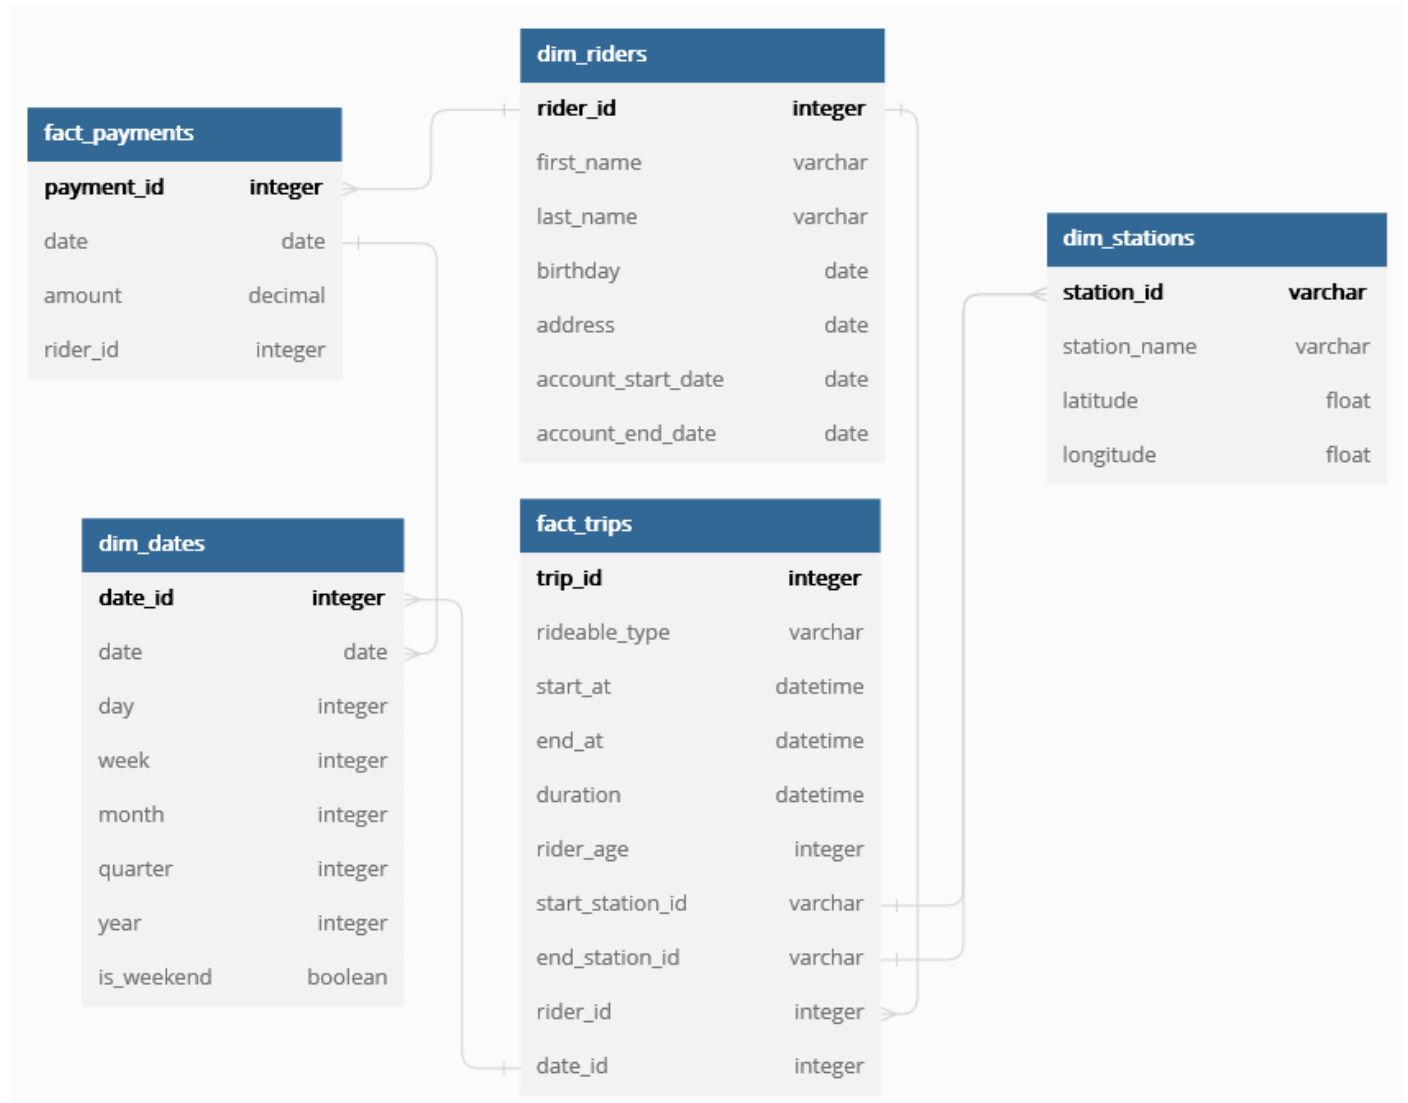 fact_payments
payment_id integer
date date
amount decimal
rider_id integer
dim_riders
rider_id integer
first_name varchar
last_name varchar
birthday date
address date
account_start_date date
account_end_date date
dim_stations
station_id varchar
station_name varchar
latitude float
longitude float
dim_dates
date_id integer
date date
day integer
week integer
month integer
quarter integer
year integer
is_weekend boolean
fact_trips
trip_id integer
rideable_type varchar
start_at datetime
end_at datetime
duration datetime
rider_age integer
start_station_id varchar
end_station_id varchar
rider_id integer
date_id integer